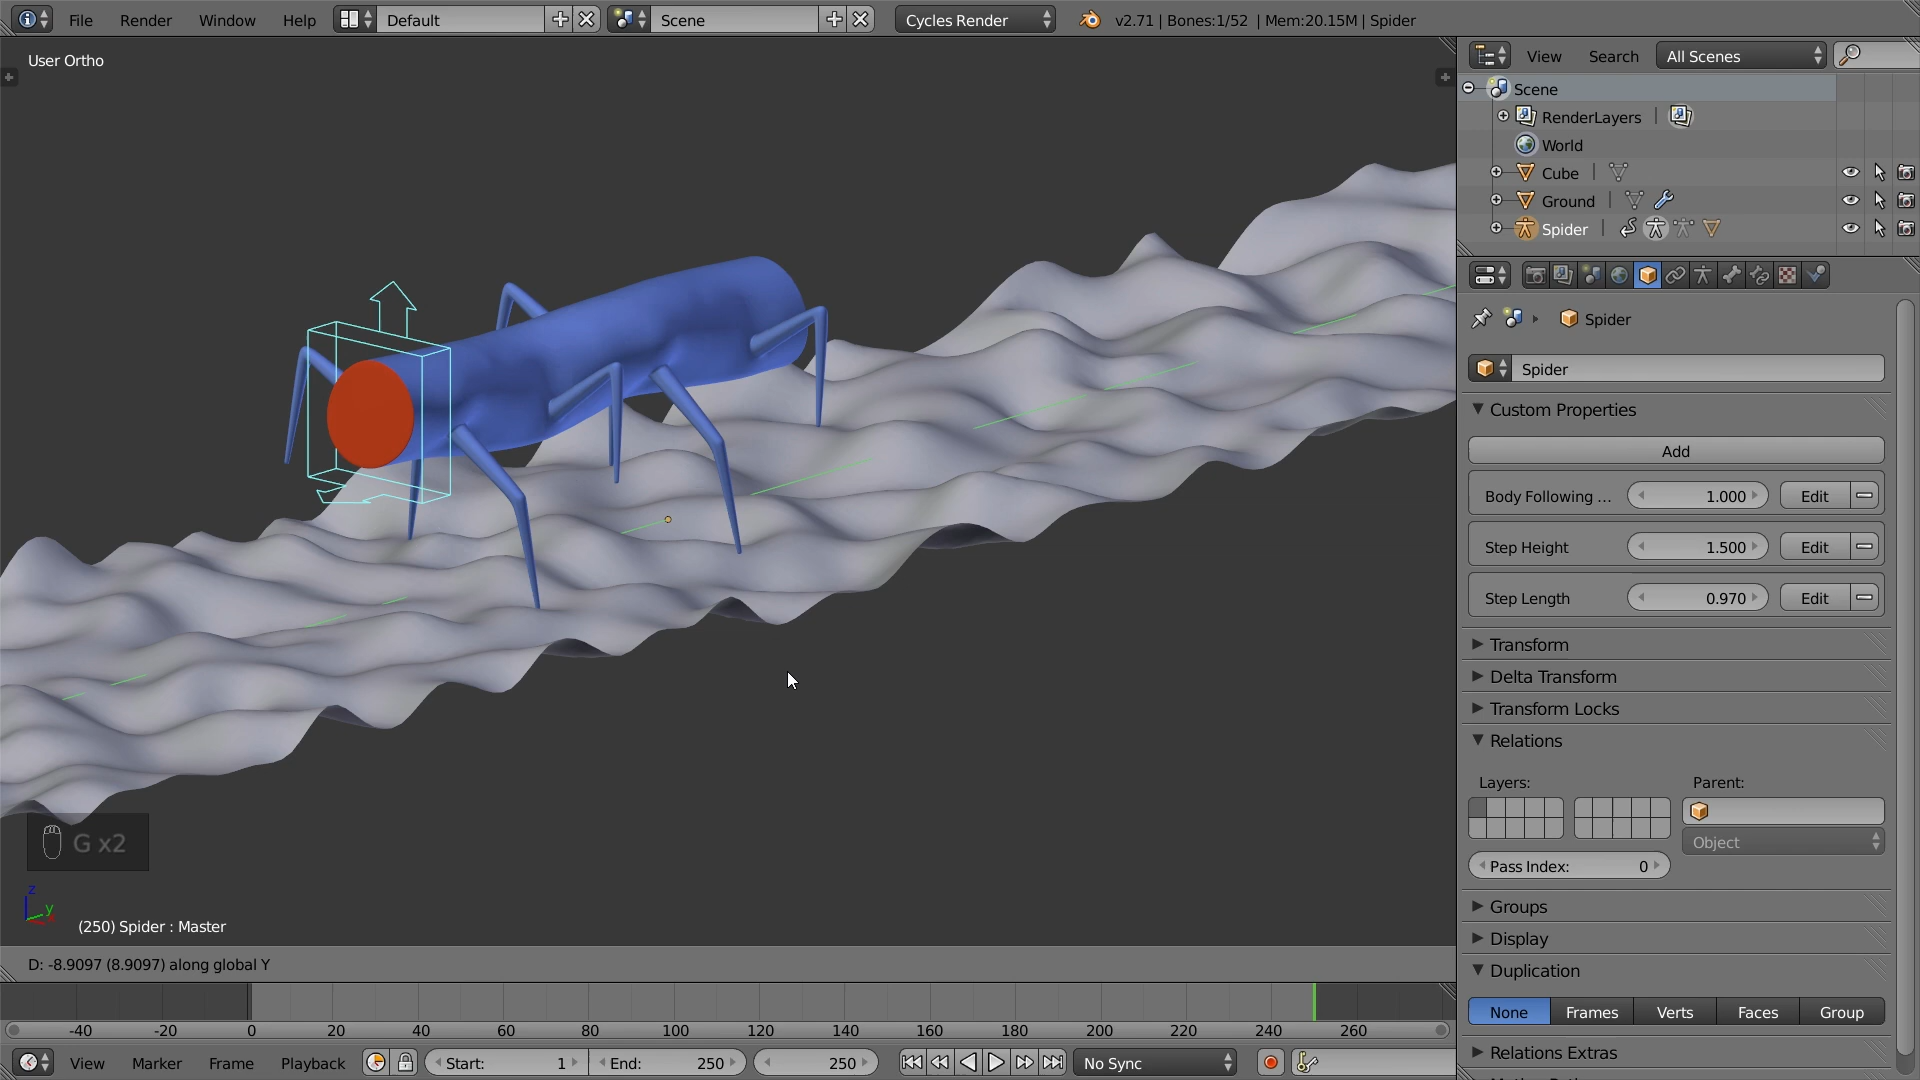 File Render Window Help Default Scene Cycles Render v2.71 | Bones:1/52 | Mem:20.15M | Spider
User Ortho
View Search All Scenes
Scene
RenderLayers
World
Cube
Ground
Spider
Spider
Spider
Custom Properties
Add
Body Following ... 1.000 Edit
Step Height 1.500 Edit
Step Length 0.970 Edit
Transform
Delta Transform
Transform Locks
Relations
Layers: Parent:
Object
Pass Index: 0
Groups
Display
Duplication
None Frames Verts Faces Group
Relations Extras
G x2
z
y
(250) Spider : Master
D: -8.9097 (8.9097) along global Y
-40 -20 0 20 40 60 80 100 120 140 160 180 200 220 240 260
View Marker Frame Playback Start: 1 End: 250 250 No Sync